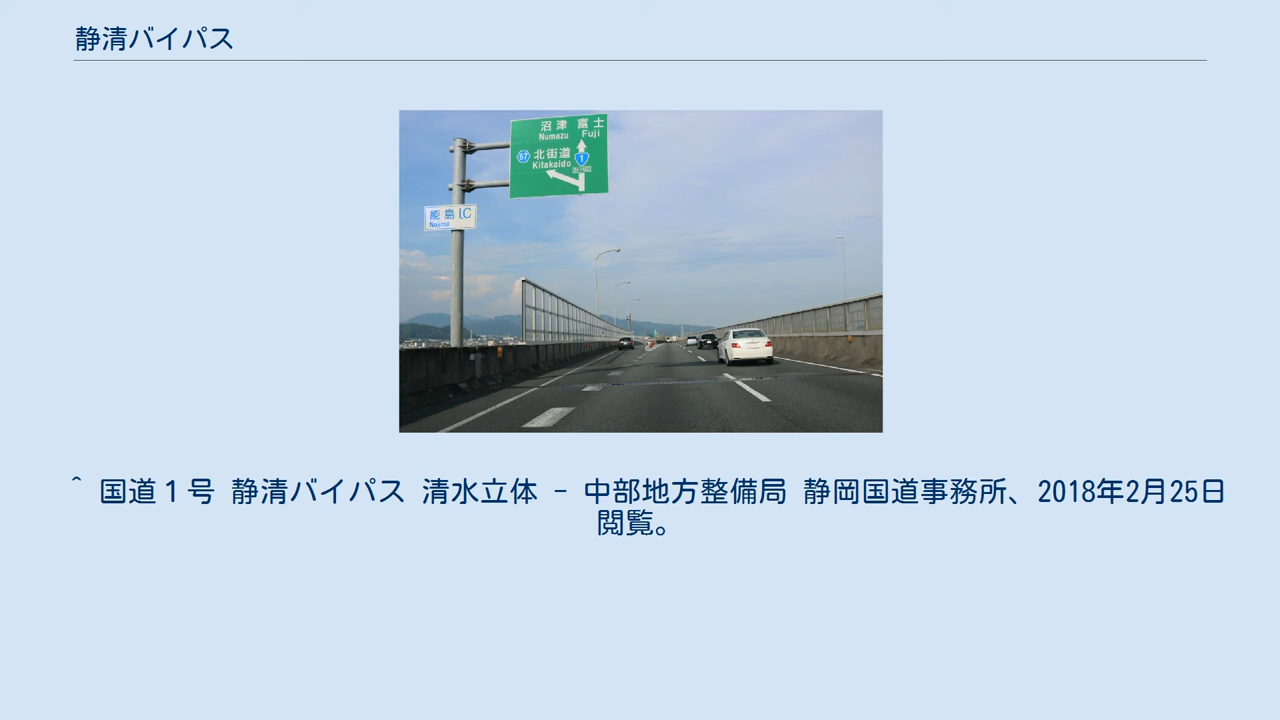 静清バイパス
沼津 富士
Numazu Fuji
67 北街道 1
Kitakaido
能島I.C
Nojima
^ 国道１号 静清バイパス 清水立体 - 中部地方整備局 静岡国道事務所、2018年2月25日
閲覧。